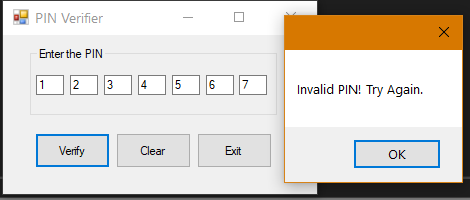 PIN Verifier
Enter the PIN
1 2 3 4 5 6 7
Verify Clear Exit
Invalid PIN! Try Again.
OK